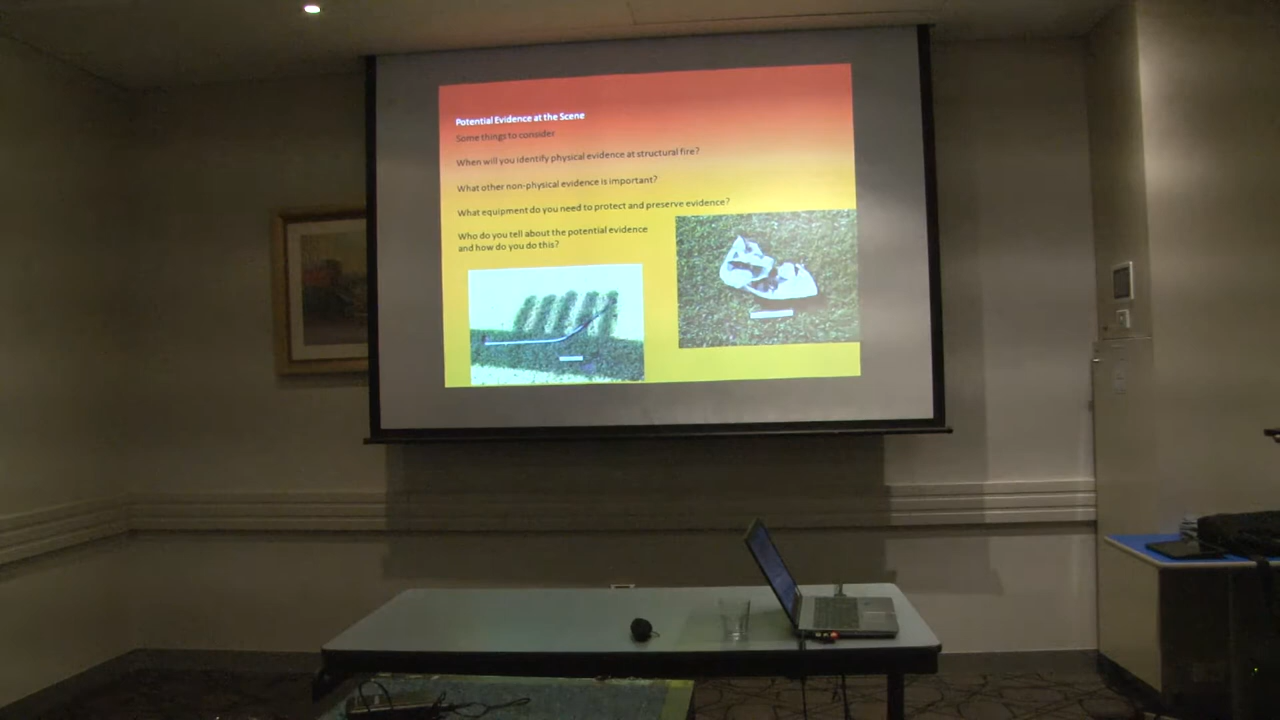 Potential Evidence at the Scene
Some things to consider
When will you identify physical evidence at structural fire?
What other non-physical evidence is important?
What equipment do you need to protect and preserve evidence?
Who do you tell about the potential evidence
and how do you do this?